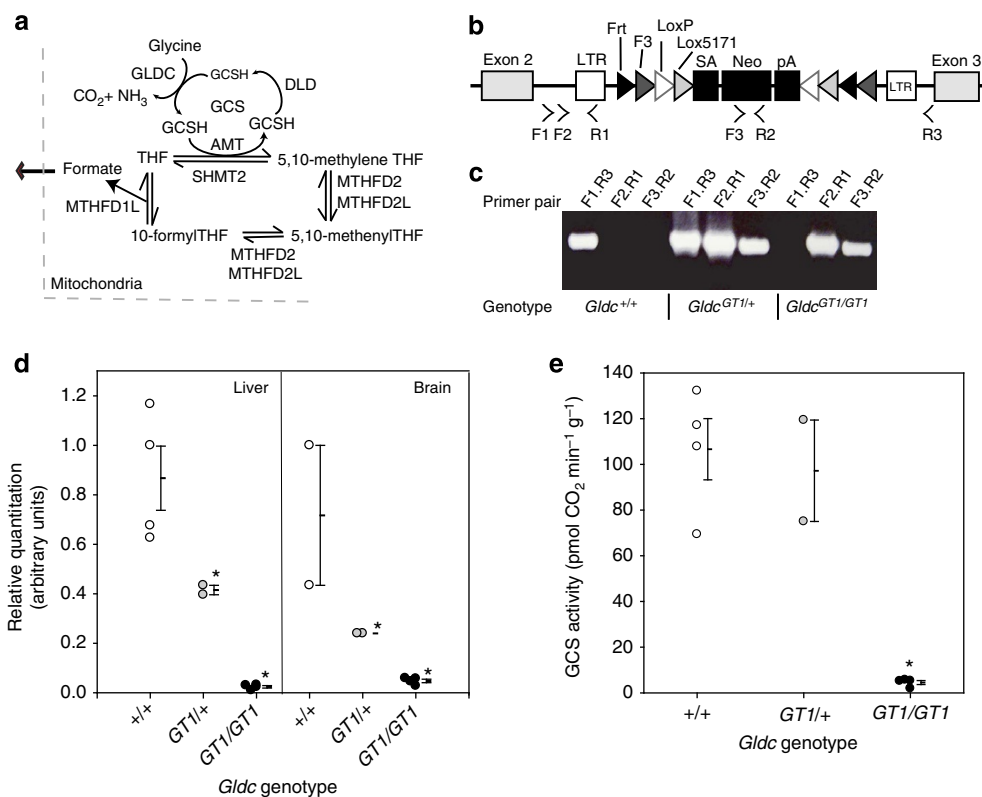 a
Glycine
GLDC
GCSH
DLD
CO2+ NH3
GCS
GCSH
GCSH
AMT
THF
5,10-methylene THF
SHMT2
Formate
MTHFD2
MTHFD2L
MTHFD1L
10-formylTHF
5,10-methenylTHF
MTHFD2
MTHFD2L
Mitochondria
b
Frt
F3
LoxP
Lox5171
Exon 2
LTR
SA
Neo
pA
LTR
Exon 3
F1
F2
R1
F3
R2
R3
c
Primer pair
F1.R3
F2.R1
F3.R2
F1.R3
F2.R1
F3.R2
F1.R3
F2.R1
F3.R2
Genotype
Gldc+/+
GldcGT1/+
GldcGT1/GT1
d
Relative quantitation
(arbitrary units)
Liver
Brain
1.2
1.0
0.8
0.6
0.4
0.2
0.0
*
*
*
*
+/+
GT1/+
GT1/GT1
+/+
GT1/+
GT1/GT1
Gldc genotype
e
GCS activity (pmol CO2 min−1 g−1)
140
120
100
80
60
40
20
0
*
+/+
GT1/+
GT1/GT1
Gldc genotype